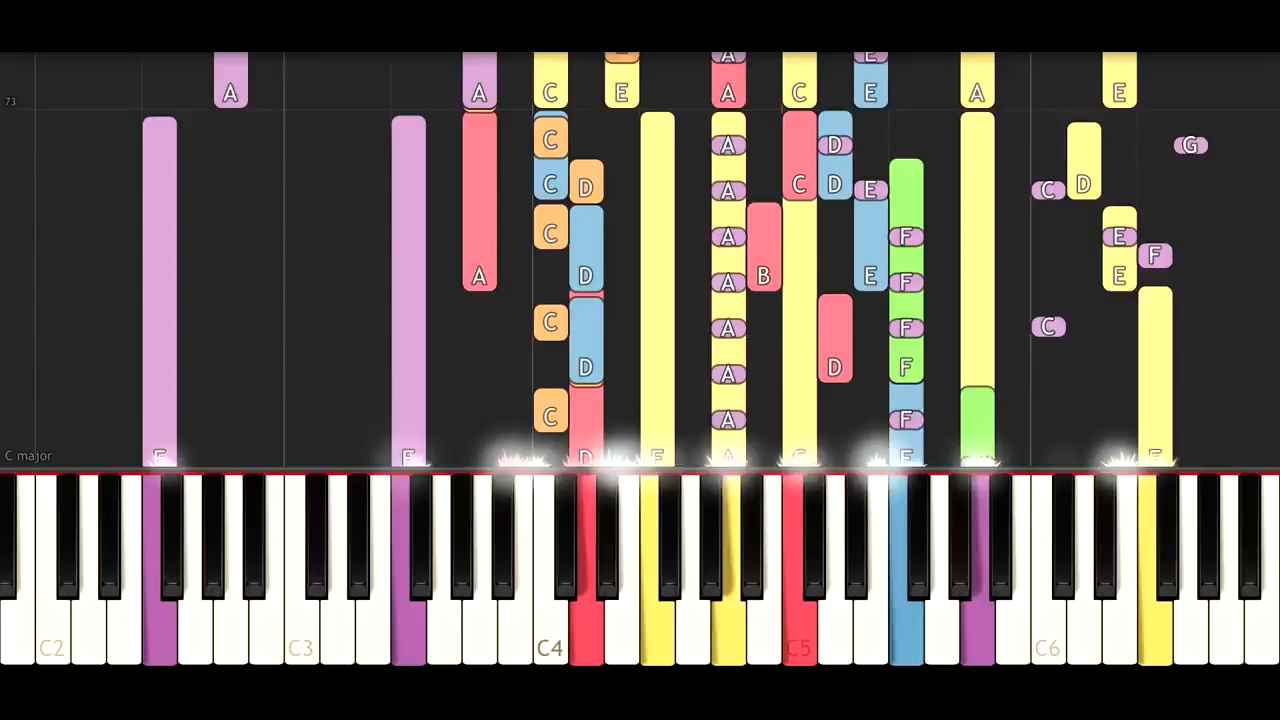 A A C E A A C E E A E
73
C A D G
C D C D E A C D
A C A F E F
A D B E E
A F
C A F C
D A D F
C A F
C major
F F D F A C F F
C2 C3 C4 C5 C6